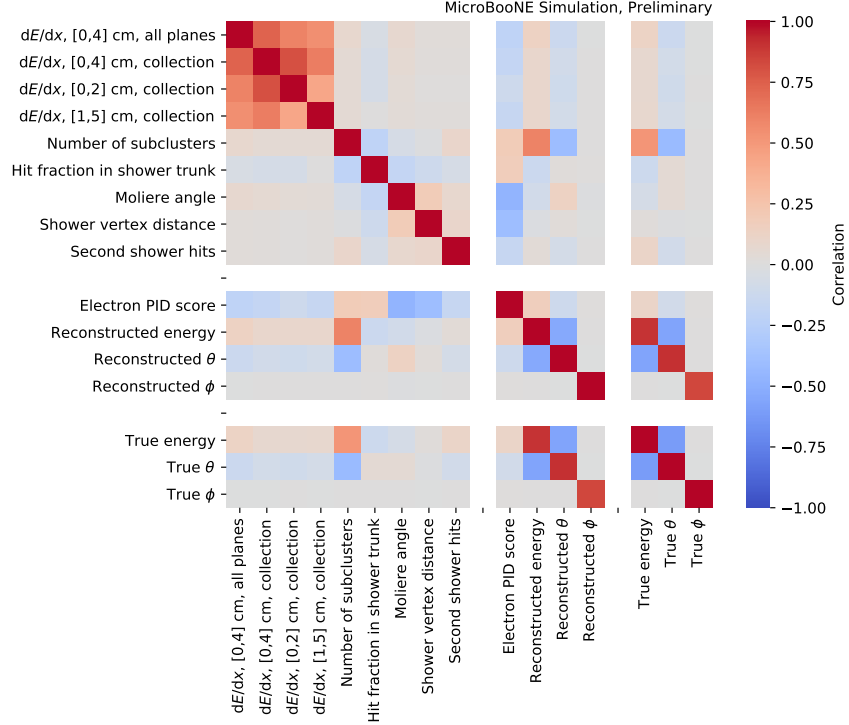 MicroBooNE Simulation, Preliminary
dE/dx, [0,4] cm, all planes
dE/dx, [0,4] cm, collection
dE/dx, [0,2] cm, collection
dE/dx, [1,5] cm, collection
Number of subclusters
Hit fraction in shower trunk
Moliere angle
Shower vertex distance
Second shower hits
Electron PID score
Reconstructed energy
Reconstructed θ
Reconstructed ϕ
True energy
True θ
True ϕ
dE/dx, [0,4] cm, all planes
dE/dx, [0,4] cm, collection
dE/dx, [0,2] cm, collection
dE/dx, [1,5] cm, collection
Number of subclusters
Hit fraction in shower trunk
Moliere angle
Shower vertex distance
Second shower hits
Electron PID score
Reconstructed energy
Reconstructed θ
Reconstructed ϕ
True energy
True θ
True ϕ
1.00
0.75
0.50
0.25
0.00
−0.25
−0.50
−0.75
−1.00
Correlation